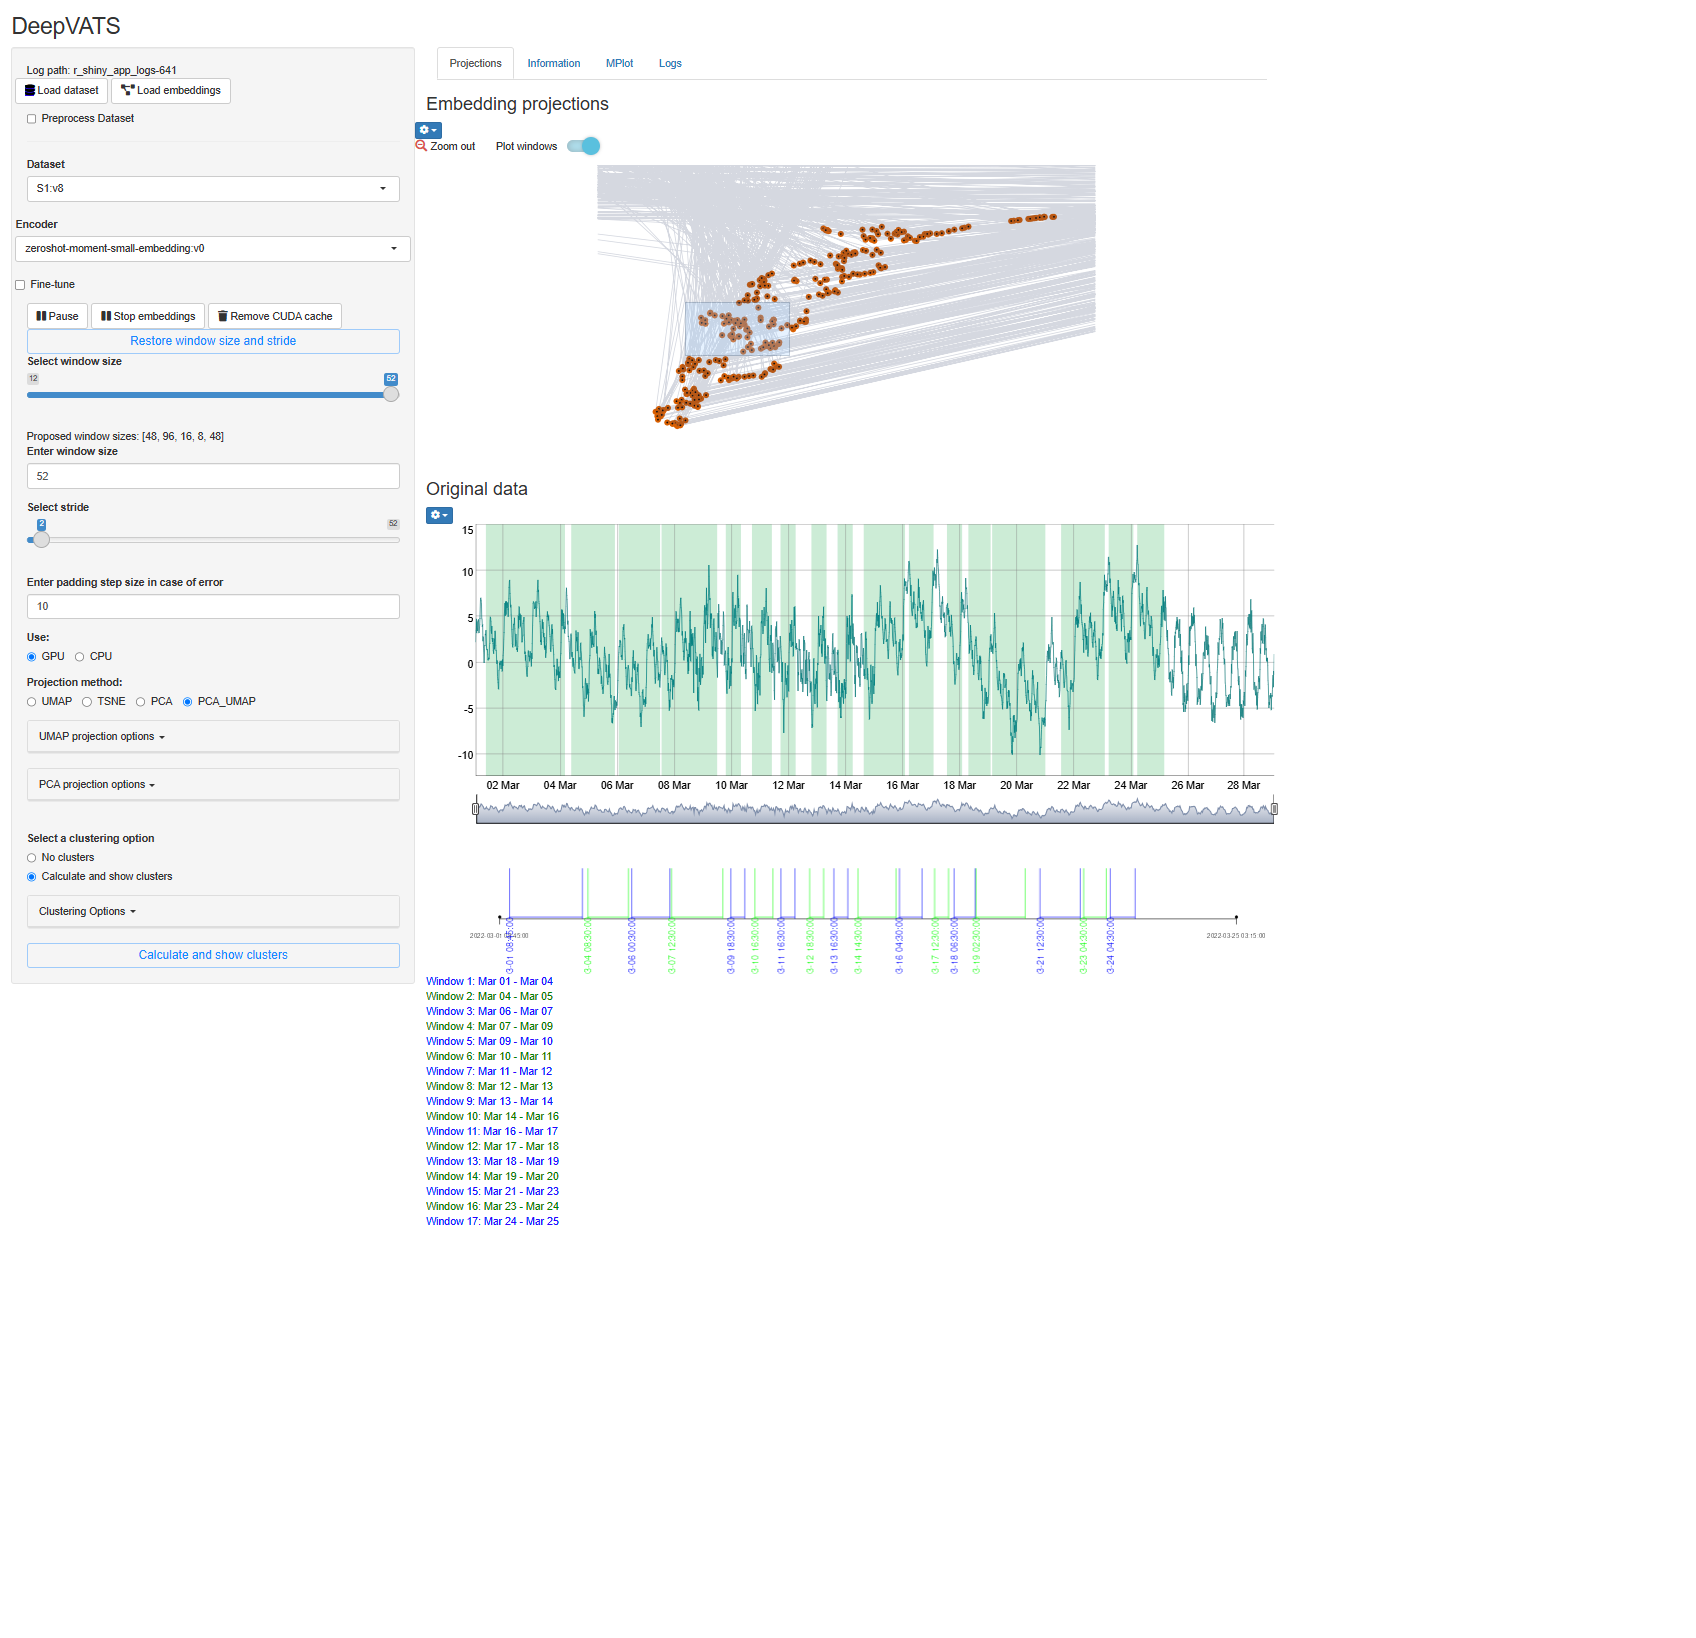 DeepVATS
Log path: r_shiny_app_logs-641
Load dataset
Load embeddings
Preprocess Dataset
Dataset
S1:v8
Encoder
zeroshot-moment-small-embedding:v0
Fine-tune
Pause
Stop embeddings
Remove CUDA cache
Restore window size and stride
Select window size
12
52
Proposed window sizes: [48, 96, 16, 8, 48]
Enter window size
52
Select stride
2
52
Enter padding step size in case of error
10
Use:
GPU CPU
Projection method:
UMAP TSNE PCA PCA_UMAP
UMAP projection options
PCA projection options
Select a clustering option
No clusters
Calculate and show clusters
Clustering Options
Calculate and show clusters
Projections Information MPlot Logs
Embedding projections
Zoom out
Plot windows
Original data
15
10
5
0
-5
-10
02 Mar 04 Mar 06 Mar 08 Mar 10 Mar 12 Mar 14 Mar 16 Mar 18 Mar 20 Mar 22 Mar 24 Mar 26 Mar 28 Mar
3-04 08:30:00
3-06 00:30:00
3-07 12:30:00
3-09 18:30:00
3-10 16:30:00
3-11 16:30:00
3-12 18:30:00
3-13 16:30:00
3-14 14:30:00
3-16 04:30:00
3-17 12:30:00
3-18 06:30:00
3-19 02:30:00
3-21 12:30:00
3-23 04:30:00
3-24 04:30:00
2022-03-01
2022-03-25 03:15:00
Window 1: Mar 01 - Mar 04
Window 2: Mar 04 - Mar 05
Window 3: Mar 06 - Mar 07
Window 4: Mar 07 - Mar 09
Window 5: Mar 09 - Mar 10
Window 6: Mar 10 - Mar 11
Window 7: Mar 11 - Mar 12
Window 8: Mar 12 - Mar 13
Window 9: Mar 13 - Mar 14
Window 10: Mar 14 - Mar 16
Window 11: Mar 16 - Mar 17
Window 12: Mar 17 - Mar 18
Window 13: Mar 18 - Mar 19
Window 14: Mar 19 - Mar 20
Window 15: Mar 21 - Mar 23
Window 16: Mar 23 - Mar 24
Window 17: Mar 24 - Mar 25